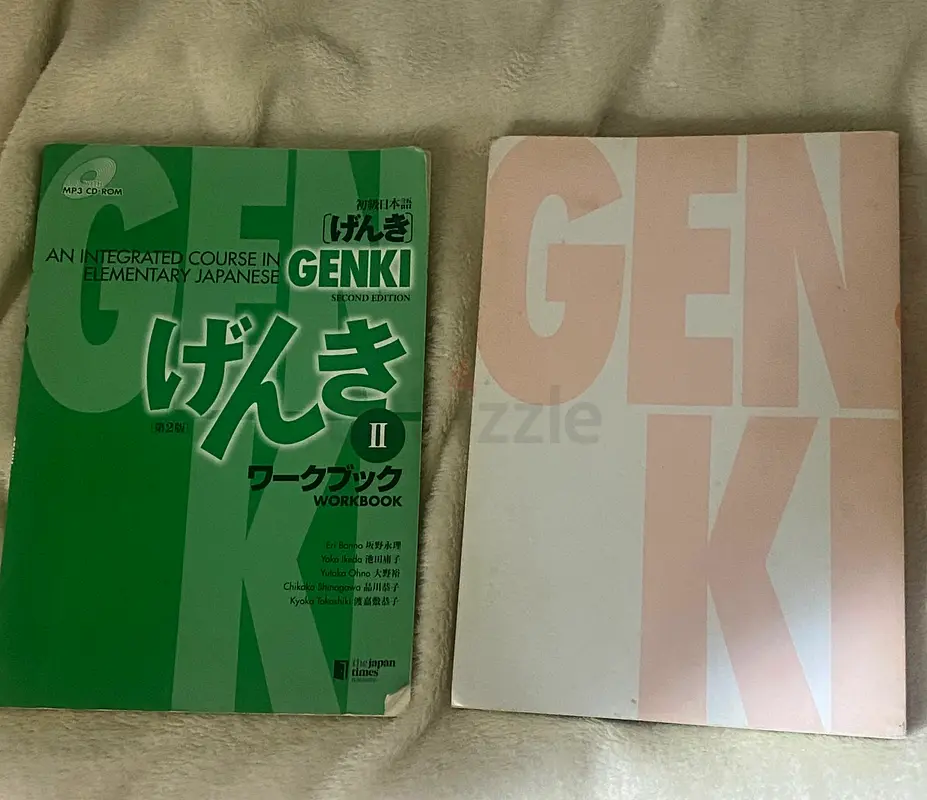 GEN
KI
MP3 CD-ROM
初級日本語
[げんき]
AN INTEGRATED COURSE IN
ELEMENTARY JAPANESE
GENKI
SECOND EDITION
げんき
[第2版]
II
ワークブック
WORKBOOK
Eri Banno 坂野永理
Yoko Ikeda 池田庸子
Yutaka Ohno 大野裕
Chikako Shinagawa 品川恭子
Kyoko Tokashiki 渡嘉敷恭子
the japan
times
GEN
KI
zzle